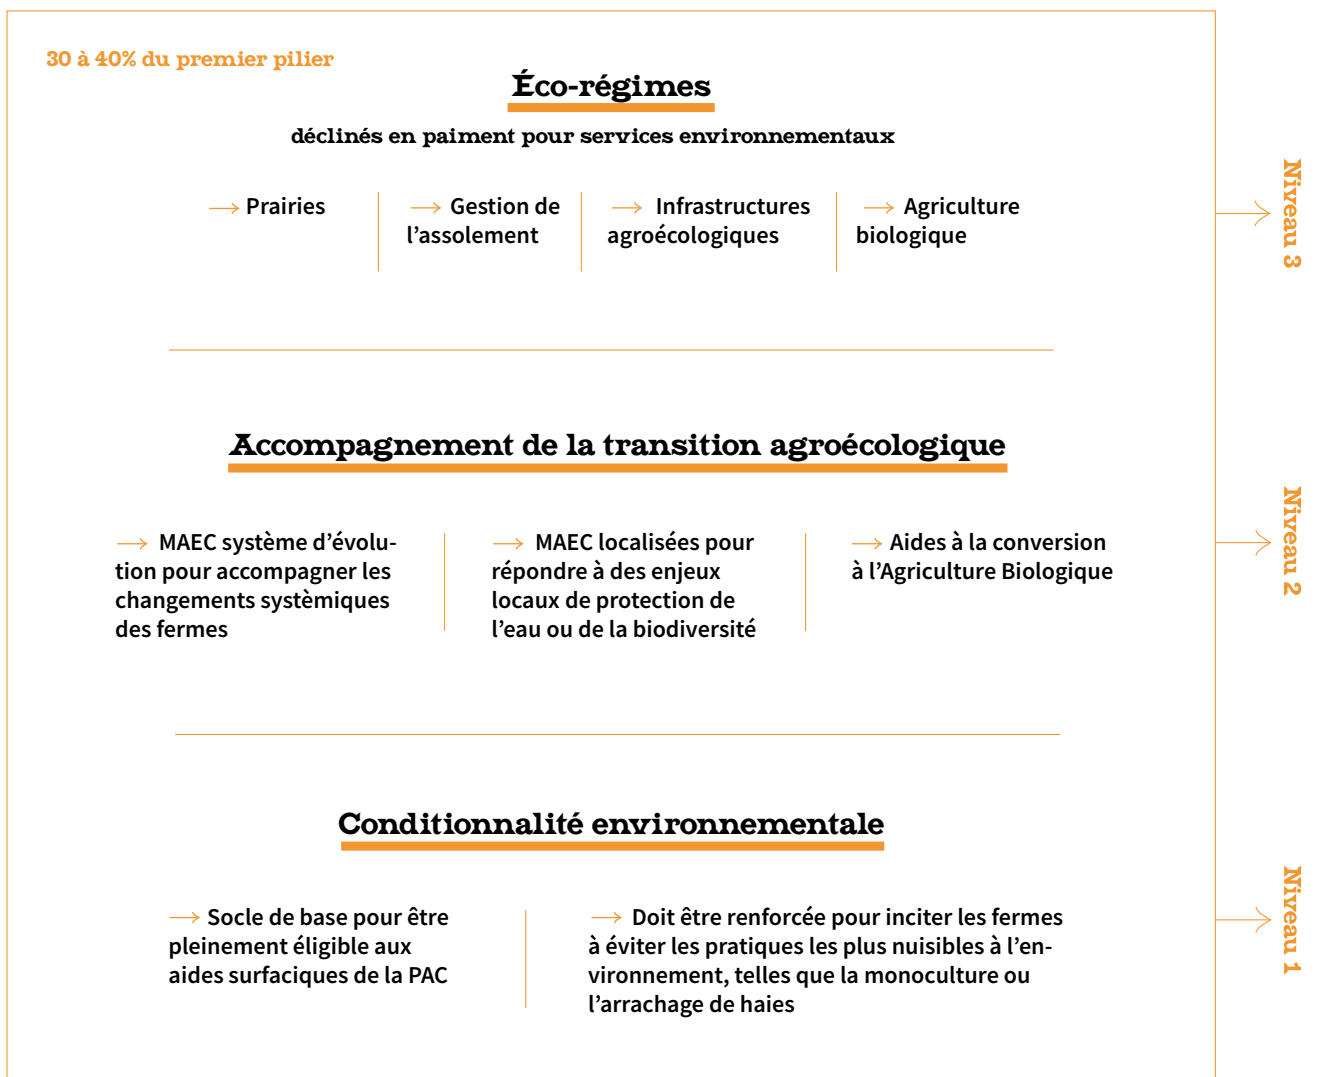 30 à 40% du premier pilier
Éco-régimes
déclinés en paiment pour services environnementaux
→ Prairies
→ Gestion de
l’assolement
→ Infrastructures
agroécologiques
→ Agriculture
biologique
Niveau 3
Accompagnement de la transition agroécologique
→ MAEC système d’évolu-
tion pour accompagner les
changements systèmiques
des fermes
→ MAEC localisées pour
répondre à des enjeux
locaux de protection de
l’eau ou de la biodiversité
→ Aides à la conversion
à l’Agriculture Biologique
Niveau 2
Conditionnalité environnementale
→ Socle de base pour être
pleinement éligible aux
aides surfaciques de la PAC
→ Doit être renforcée pour inciter les fermes
à éviter les pratiques les plus nuisibles à l’en-
vironnement, telles que la monoculture ou
l’arrachage de haies
Niveau 1